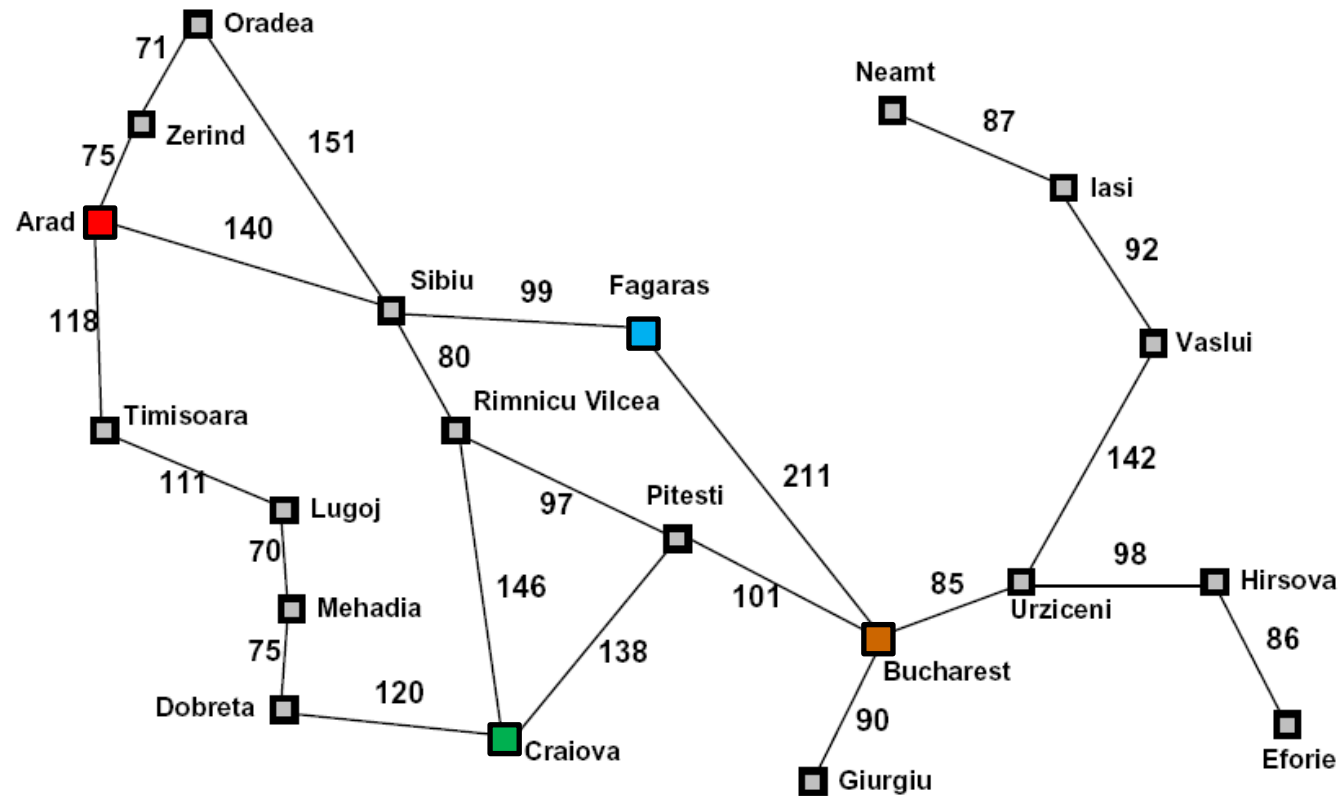 Oradea
71
Neamt
87
Zerind
151
75
Iasi
Arad
140
92
Sibiu
99
Fagaras
118
Vaslui
80
Rimnicu Vilcea
Timisoara
142
111
211
Pitesti
97
Lugoj
70
98
146
101
85
Hirsova
Urziceni
Mehadia
75
138
86
Bucharest
120
Dobreta
90
Craiova
Eforie
Giurgiu